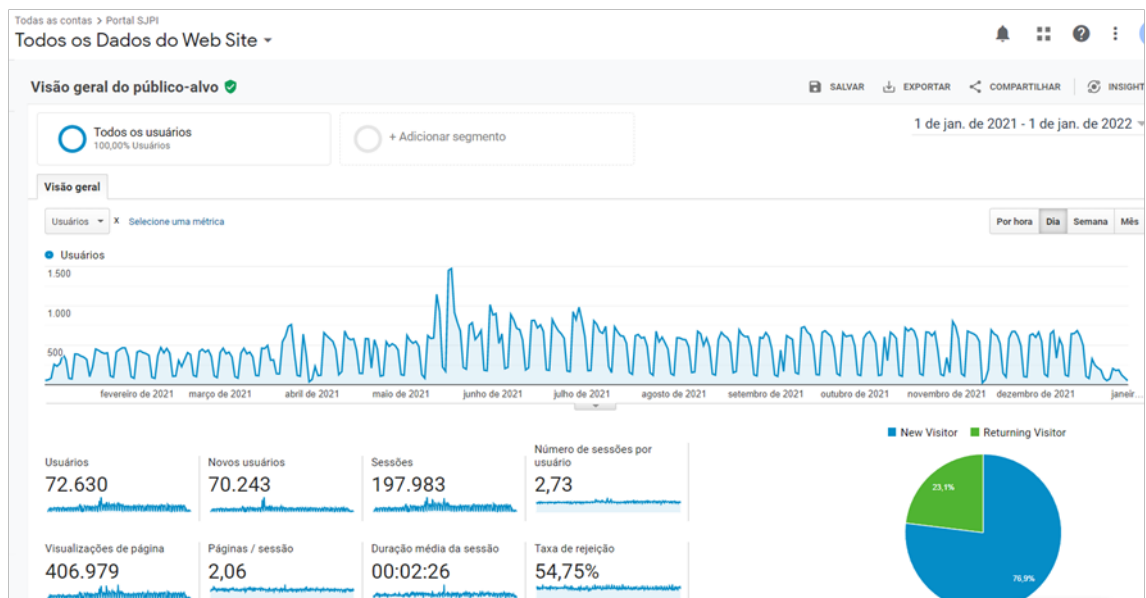 Todas as contas > Portal SJPI
Todos os Dados do Web Site
Visão geral do público-alvo
SALVAR EXPORTAR COMPARTILHAR INSIGHT
Todos os usuários
100,00% Usuários
+ Adicionar segmento
1 de jan. de 2021 - 1 de jan. de 2022
Visão geral
Usuários X Selecione uma métrica
Por hora Dia Semana Mês
Usuários
1.500
1.000
500
fevereiro de 2021 março de 2021 abril de 2021 maio de 2021 junho de 2021 julho de 2021 agosto de 2021 setembro de 2021 outubro de 2021 novembro de 2021 dezembro de 2021 janeir...
New Visitor Returning Visitor
Usuários
72.630
Novos usuários
70.243
Sessões
197.983
Número de sessões por
usuário
2,73
Visualizações de página
406.979
Páginas / sessão
2,06
Duração média da sessão
00:02:26
Taxa de rejeição
54,75%
23,1%
76,9%